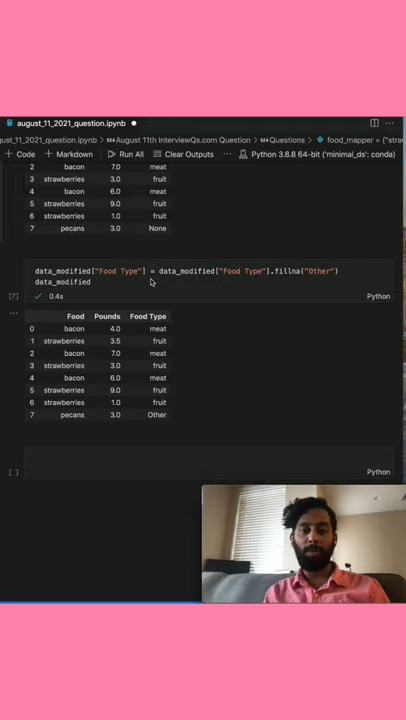 august_11_2021_question.ipynb
august_11_2021_question.ipynb > August 11th InterviewQs.com Question > Questions > food_mapper = {"stra
+ Code + Markdown Run All Clear Outputs ... Python 3.8.8 64-bit ('minimal_ds': conda)
2 bacon 7.0 meat
3 strawberries 3.0 fruit
4 bacon 6.0 meat
5 strawberries 9.0 fruit
6 strawberries 1.0 fruit
7 pecans 3.0 None
data_modified["Food Type"] = data_modified["Food Type"].fillna("Other")
data_modified
[7] 0.4s Python
Food Pounds Food Type
0 bacon 4.0 meat
1 strawberries 3.5 fruit
2 bacon 7.0 meat
3 strawberries 3.0 fruit
4 bacon 6.0 meat
5 strawberries 9.0 fruit
6 strawberries 1.0 fruit
7 pecans 3.0 Other
[ ] Python